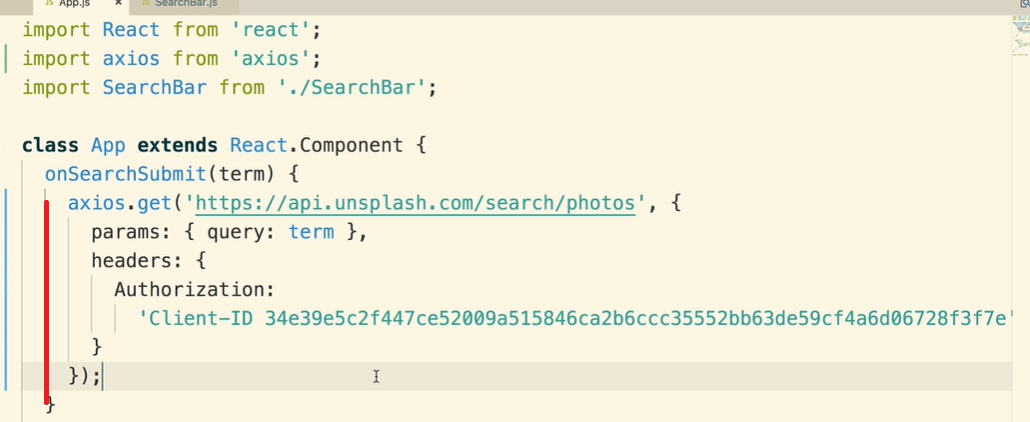 JS App.js × JS SearchBar.js
import React from 'react';
import axios from 'axios';
import SearchBar from './SearchBar';
class App extends React.Component {
onSearchSubmit(term) {
axios.get('https://api.unsplash.com/search/photos', {
params: { query: term },
headers: {
Authorization:
'Client-ID 34e39e5c2f447ce52009a515846ca2b6ccc35552bb63de59cf4a6d06728f3f7e'
}
});
}